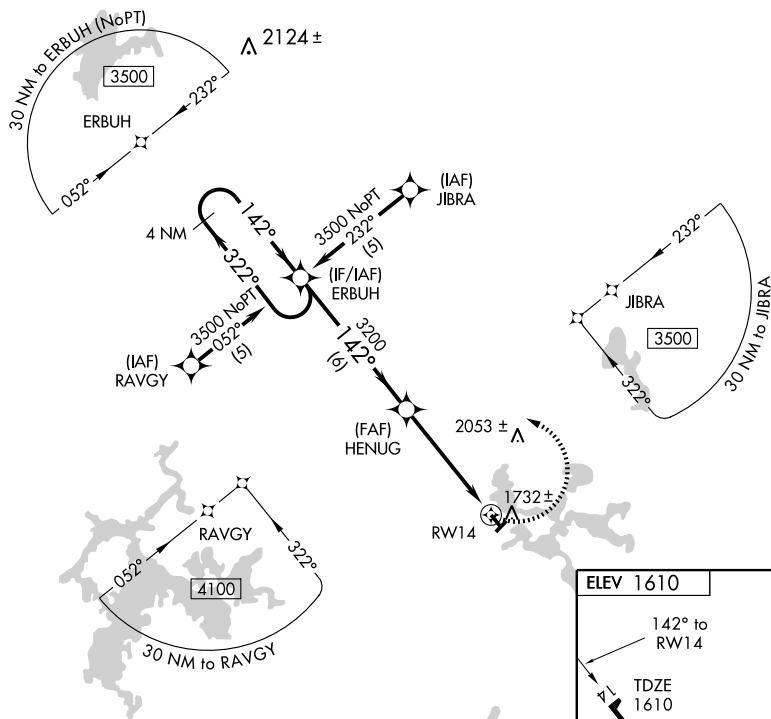 30 NM to ERBUH (NoPT)
2124 ±
3500
232°
ERBUH
052°
(IAF)
JIBRA
3500 NoPT
232°
(5)
4 NM
142°
322°
(IF/IAF)
ERBUH
3500 NoPT
052°
(5)
(IAF)
RAVGY
3200
142°
(6)
232°
JIBRA
3500
322°
30 NM to JIBRA
(FAF)
HENUG
2053 ±
1732 ±
RW14
RAVGY
052°
322°
4100
30 NM to RAVGY
ELEV 1610
142° to
RW14
14
TDZE
1610